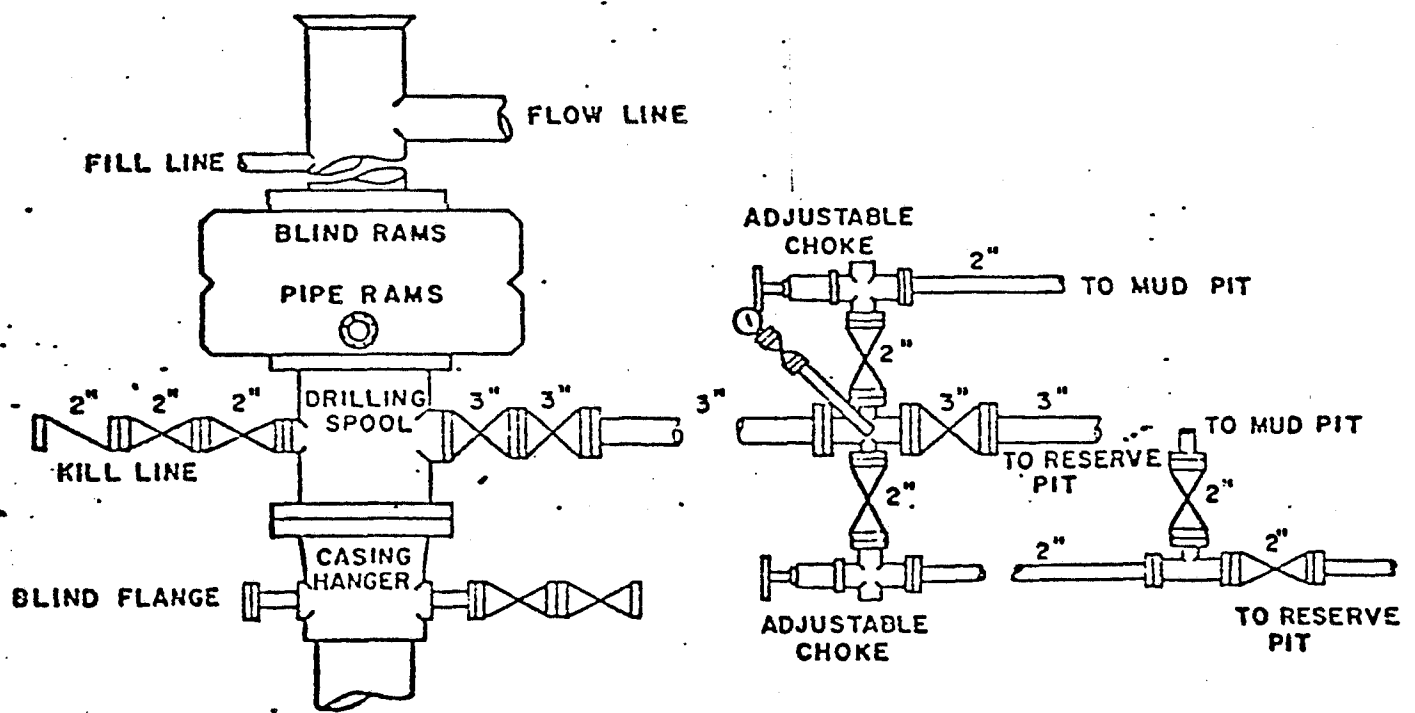 FLOW LINE
FILL LINE
BLIND RAMS
PIPE RAMS
ADJUSTABLE
CHOKE
2"
TO MUD PIT
2"
2" 2" 2"
DRILLING
SPOOL
3" 3"
3"
3" 3"
KILL LINE
TO RESERVE
PIT
TO MUD PIT
2"
2"
CASING
HANGER
BLIND FLANGE
2" 2"
ADJUSTABLE
CHOKE
TO RESERVE
PIT